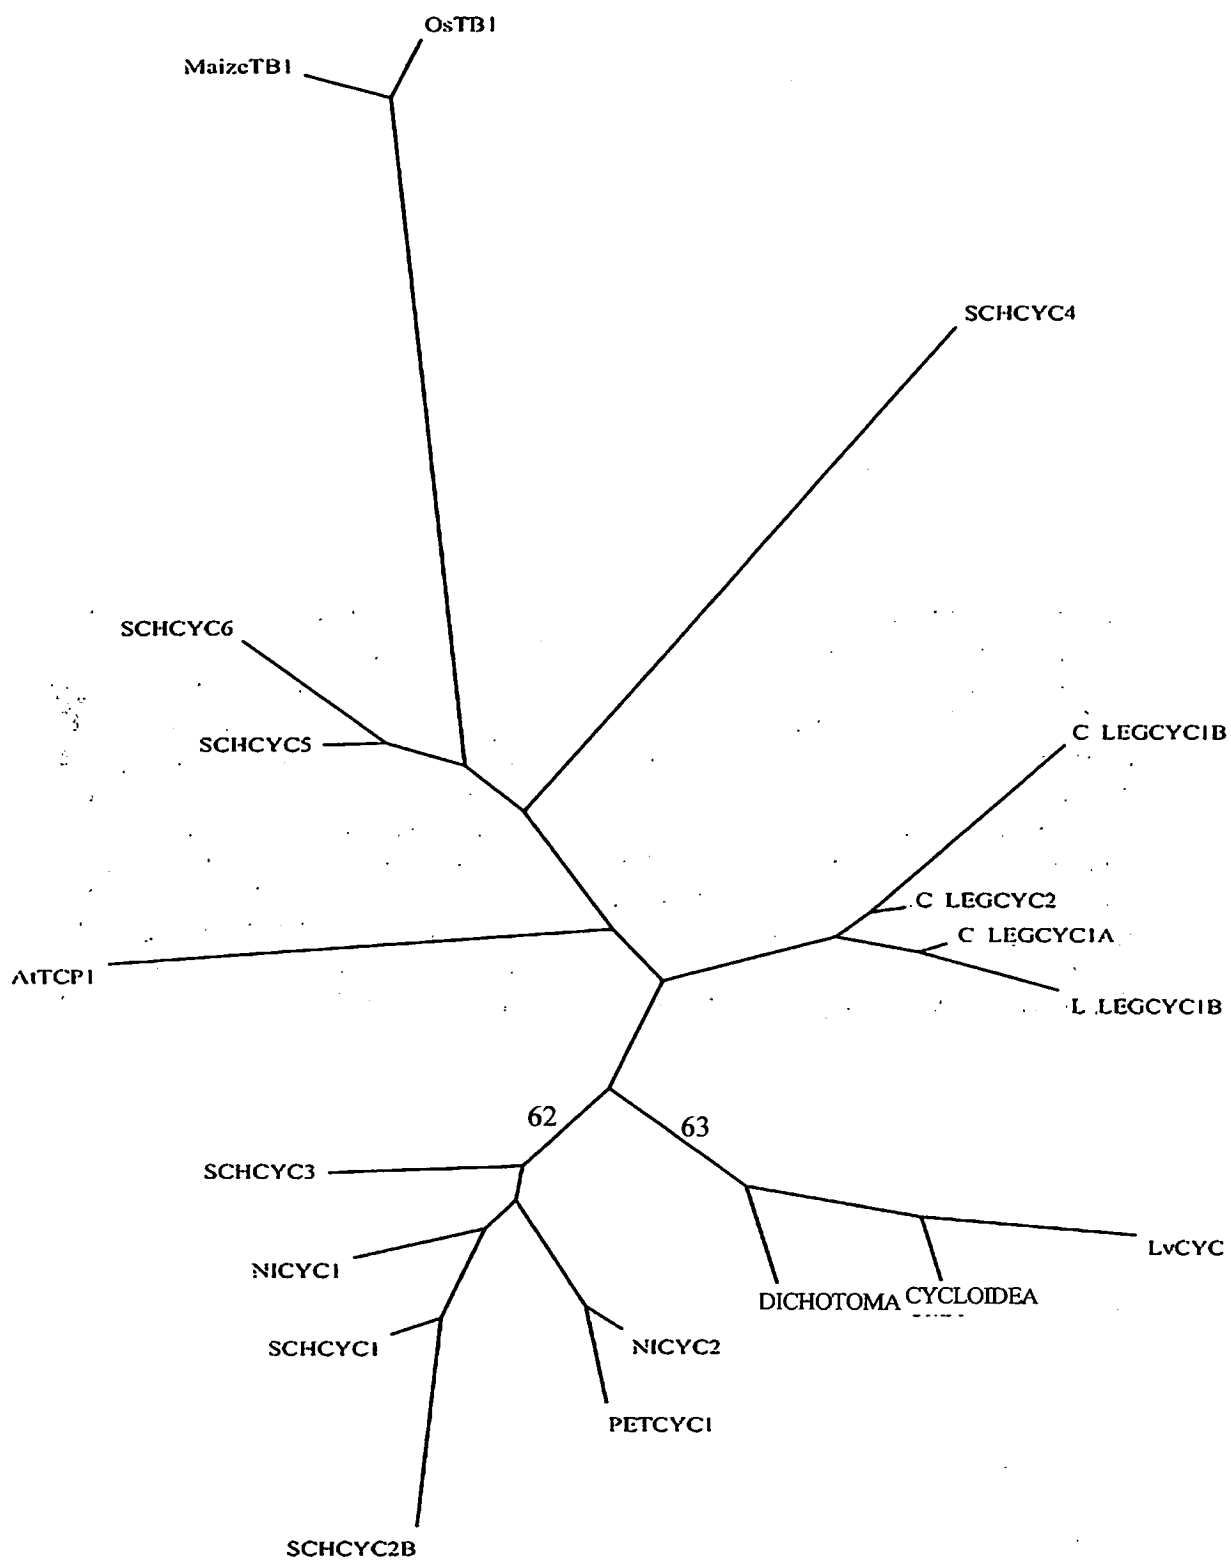 OsTB1
MaizeTB1
SCHCYC4
SCHCYC6
C LEGCYC1B
SCHCYC5
C LEGCYC2
C LEGCYC1A
AtTCP1
L LEGCYC1B
62
63
SCHCYC3
LvCYC
NICYC1
DICHOTOMA
CYCLOIDEA
SCHCYC1
NICYC2
PETCYC1
SCHCYC2B